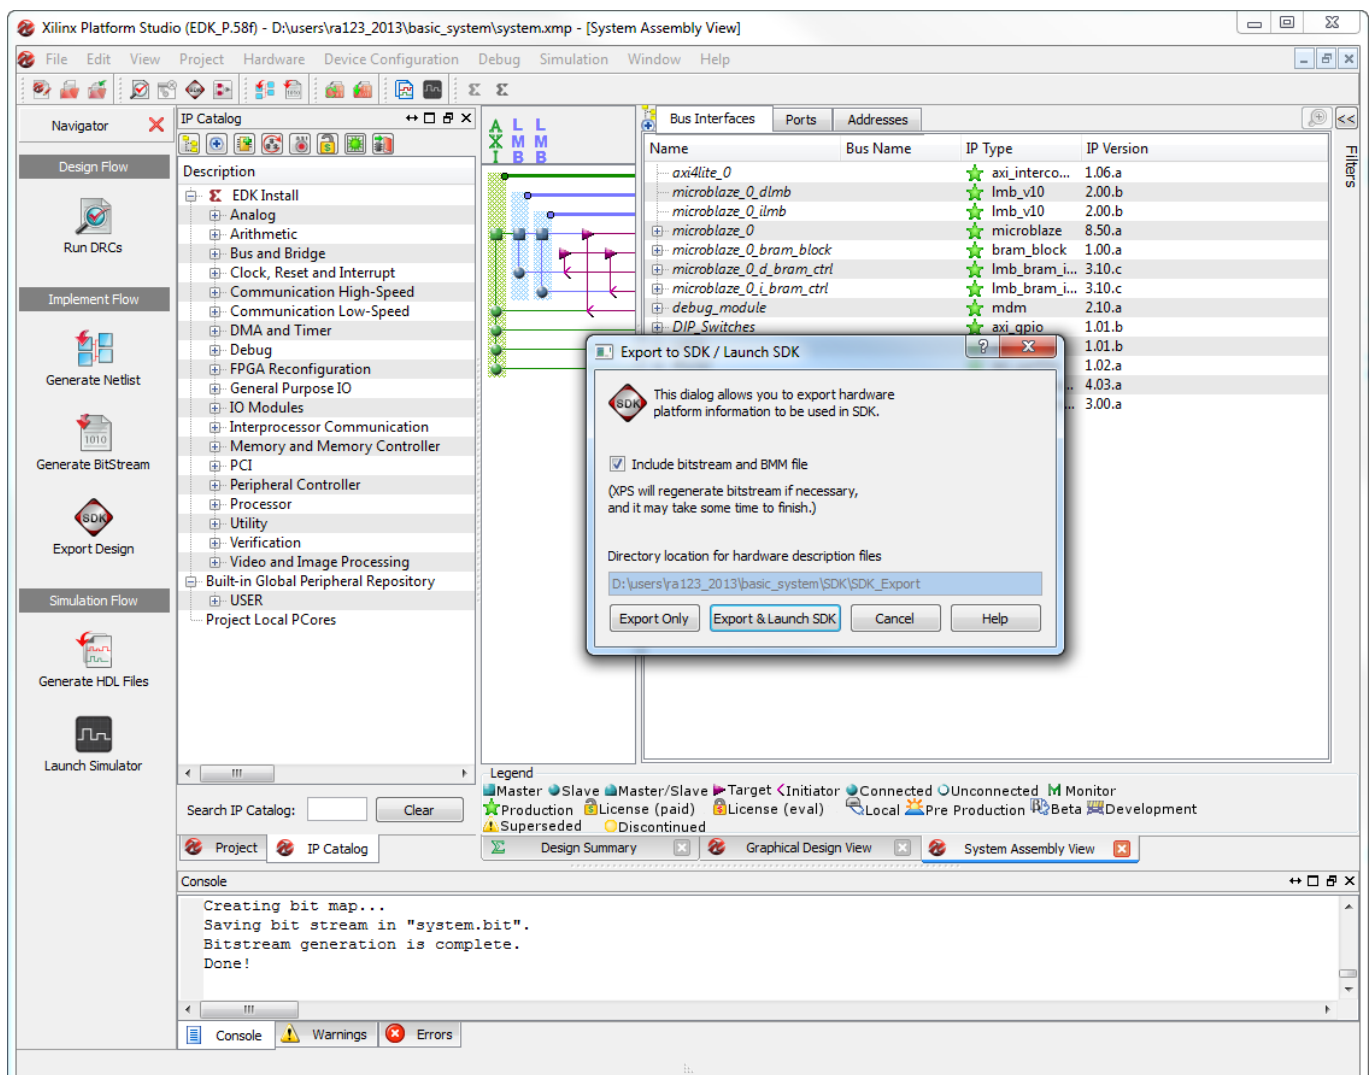 Xilinx Platform Studio (EDK_P.58f) - D:\users\ra123_2013\basic_system\system.xmp - [System Assembly View]
File Edit View Project Hardware Device Configuration Debug Simulation Window Help
Navigator
Design Flow
Run DRCs
Implement Flow
Generate Netlist
Generate BitStream
Export Design
Simulation Flow
Generate HDL Files
Launch Simulator
IP Catalog
Description
EDK Install
Analog
Arithmetic
Bus and Bridge
Clock, Reset and Interrupt
Communication High-Speed
Communication Low-Speed
DMA and Timer
Debug
FPGA Reconfiguration
General Purpose IO
IO Modules
Interprocessor Communication
Memory and Memory Controller
PCI
Peripheral Controller
Processor
Utility
Verification
Video and Image Processing
Built-in Global Peripheral Repository
USER
Project Local PCores
Search IP Catalog: Clear
Project IP Catalog
A L L
X M M
I B B
Bus Interfaces Ports Addresses
<<
Filters
Name Bus Name IP Type IP Version
axi4lite_0 axi_interco... 1.06.a
microblaze_0_dlmb lmb_v10 2.00.b
microblaze_0_ilmb lmb_v10 2.00.b
microblaze_0 microblaze 8.50.a
microblaze_0_bram_block bram_block 1.00.a
microblaze_0_d_bram_ctrl lmb_bram_i... 3.10.c
microblaze_0_i_bram_ctrl lmb_bram_i... 3.10.c
debug_module mdm 2.10.a
DIP_Switches axi_gpio 1.01.b
1.01.b
1.02.a
4.03.a
3.00.a
Export to SDK / Launch SDK
SDK
This dialog allows you to export hardware
platform information to be used in SDK.
Include bitstream and BMM file
(XPS will regenerate bitstream if necessary,
and it may take some time to finish.)
Directory location for hardware description files
D:\users\ra123_2013\basic_system\SDK\SDK_Export
Export Only Export & Launch SDK Cancel Help
Legend
Master Slave Master/Slave Target Initiator Connected Unconnected M Monitor
Production License (paid) License (eval) Local Pre Production Beta Development
Superseded Discontinued
Design Summary Graphical Design View System Assembly View
Console
Creating bit map...
Saving bit stream in "system.bit".
Bitstream generation is complete.
Done!
Console Warnings Errors